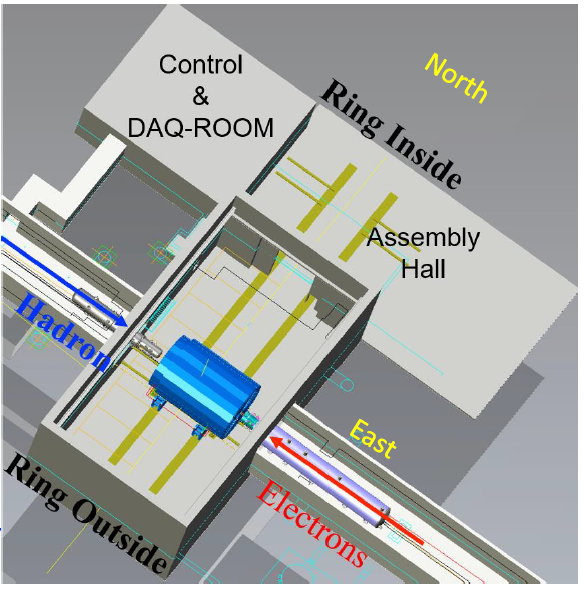 Control
&
DAQ-ROOM
North
Ring Inside
Assembly
Hall
Hadron
East
Electrons
Ring Outside